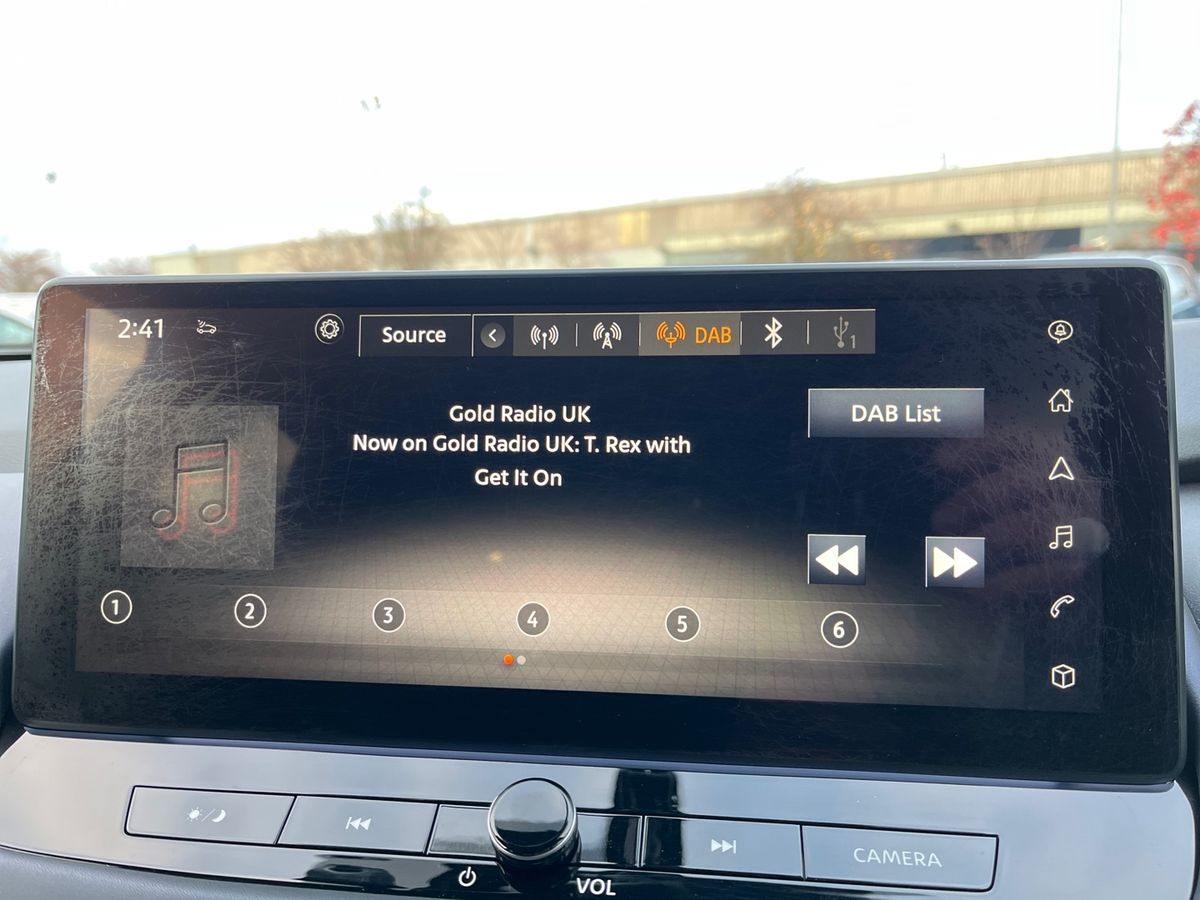 2:41
Source
DAB
1
Gold Radio UK
Now on Gold Radio UK: T. Rex with
Get It On
DAB List
1 2 3 4 5 6
CAMERA
VOL